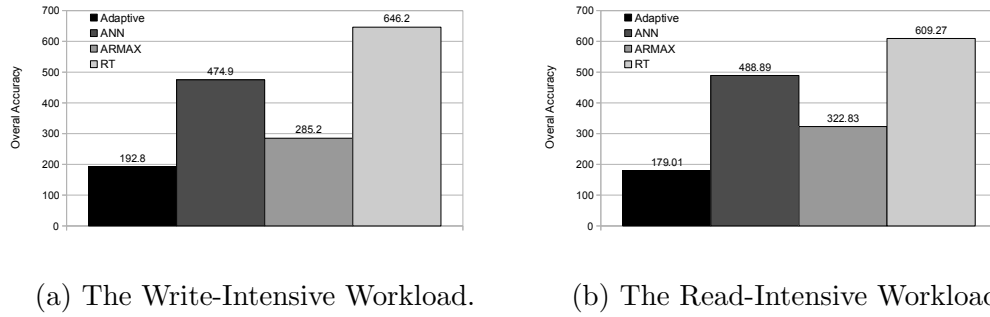 700
600
500
400
300
200
100
0
Overal Accuracy
Adaptive
ANN
ARMAX
RT
192.8
474.9
285.2
646.2
(a) The Write-Intensive Workload.
700
600
500
400
300
200
100
0
Overal Accuracy
Adaptive
ANN
ARMAX
RT
179.01
488.89
322.83
609.27
(b) The Read-Intensive Workload